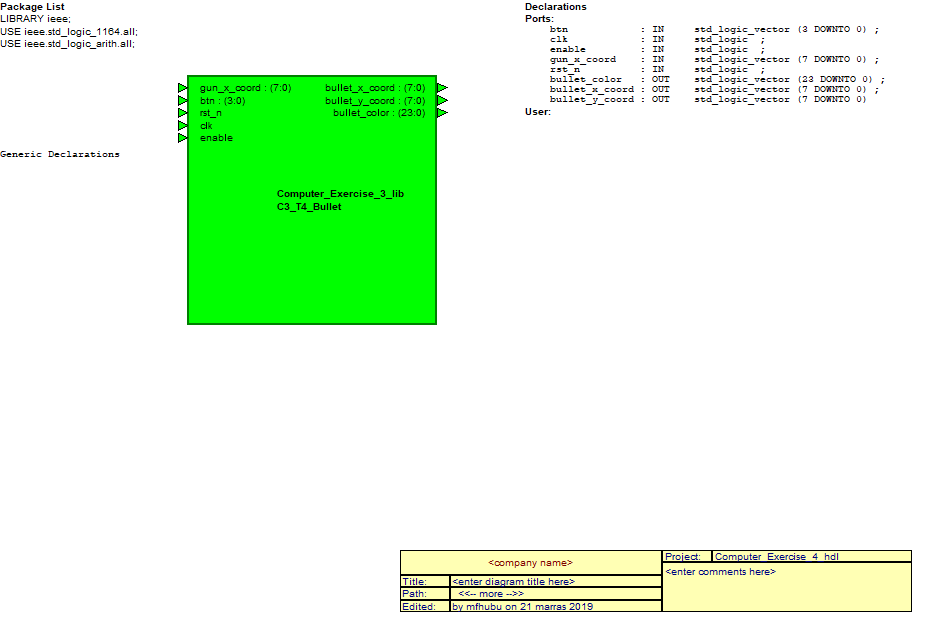 Package List
LIBRARY ieee;
USE ieee.std_logic_1164.all;
USE ieee.std_logic_arith.all;
Declarations
Ports:
btn : IN std_logic_vector (3 DOWNTO 0) ;
clk : IN std_logic ;
enable : IN std_logic ;
gun_x_coord : IN std_logic_vector (7 DOWNTO 0) ;
rst_n : IN std_logic ;
bullet_color : OUT std_logic_vector (23 DOWNTO 0) ;
bullet_x_coord : OUT std_logic_vector (7 DOWNTO 0) ;
bullet_y_coord : OUT std_logic_vector (7 DOWNTO 0)
User:
gun_x_coord : (7:0) bullet_x_coord : (7:0)
btn : (3:0) bullet_y_coord : (7:0)
rst_n bullet_color : (23:0)
clk
enable
Generic Declarations
Computer_Exercise_3_lib
C3_T4_Bullet
<company name>
Title: <enter diagram title here>
Path: <<-- more -->>
Edited: by mfhubu on 21 marras 2019
Project: Computer_Exercise_4_hdl
<enter comments here>